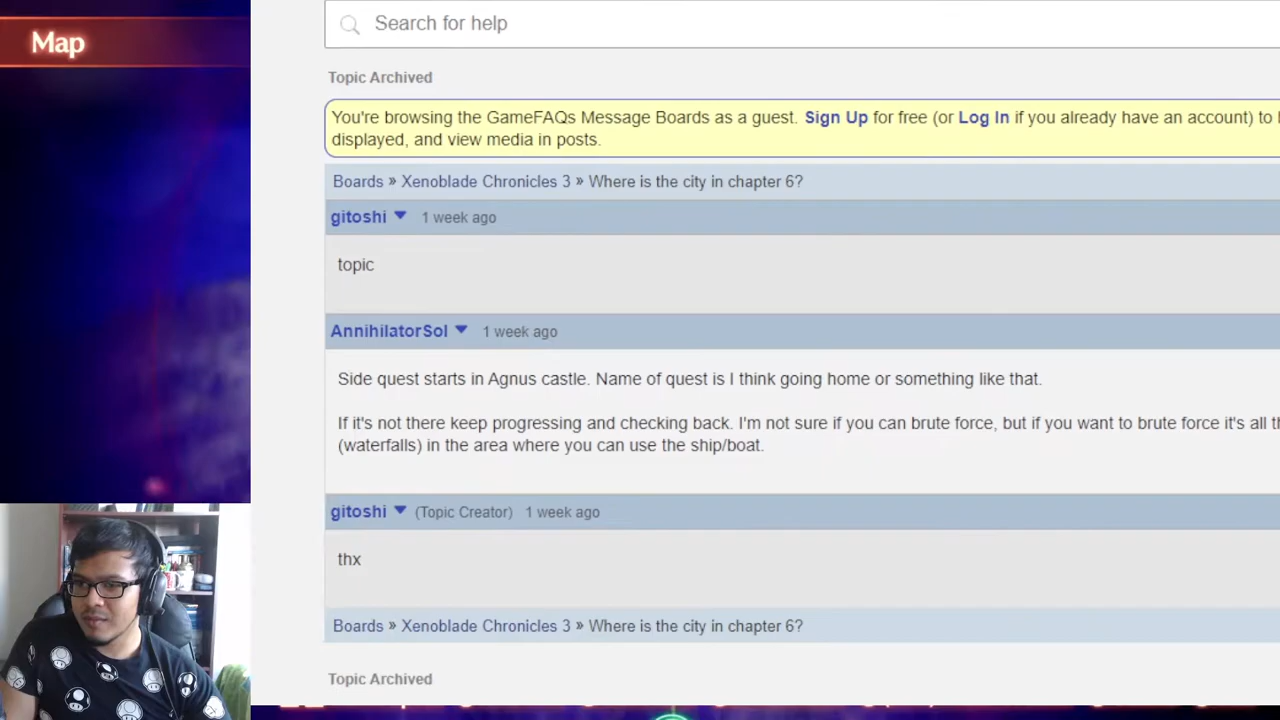 Map
Search for help
Topic Archived
You're browsing the GameFAQs Message Boards as a guest. Sign Up for free (or Log In if you already have an account) to
displayed, and view media in posts.
Boards » Xenoblade Chronicles 3 » Where is the city in chapter 6?
gitoshi 1 week ago
topic
AnnihilatorSol 1 week ago
Side quest starts in Agnus castle. Name of quest is I think going home or something like that.
If it's not there keep progressing and checking back. I'm not sure if you can brute force, but if you want to brute force it's all
(waterfalls) in the area where you can use the ship/boat.
gitoshi (Topic Creator) 1 week ago
thx
Boards » Xenoblade Chronicles 3 » Where is the city in chapter 6?
Topic Archived